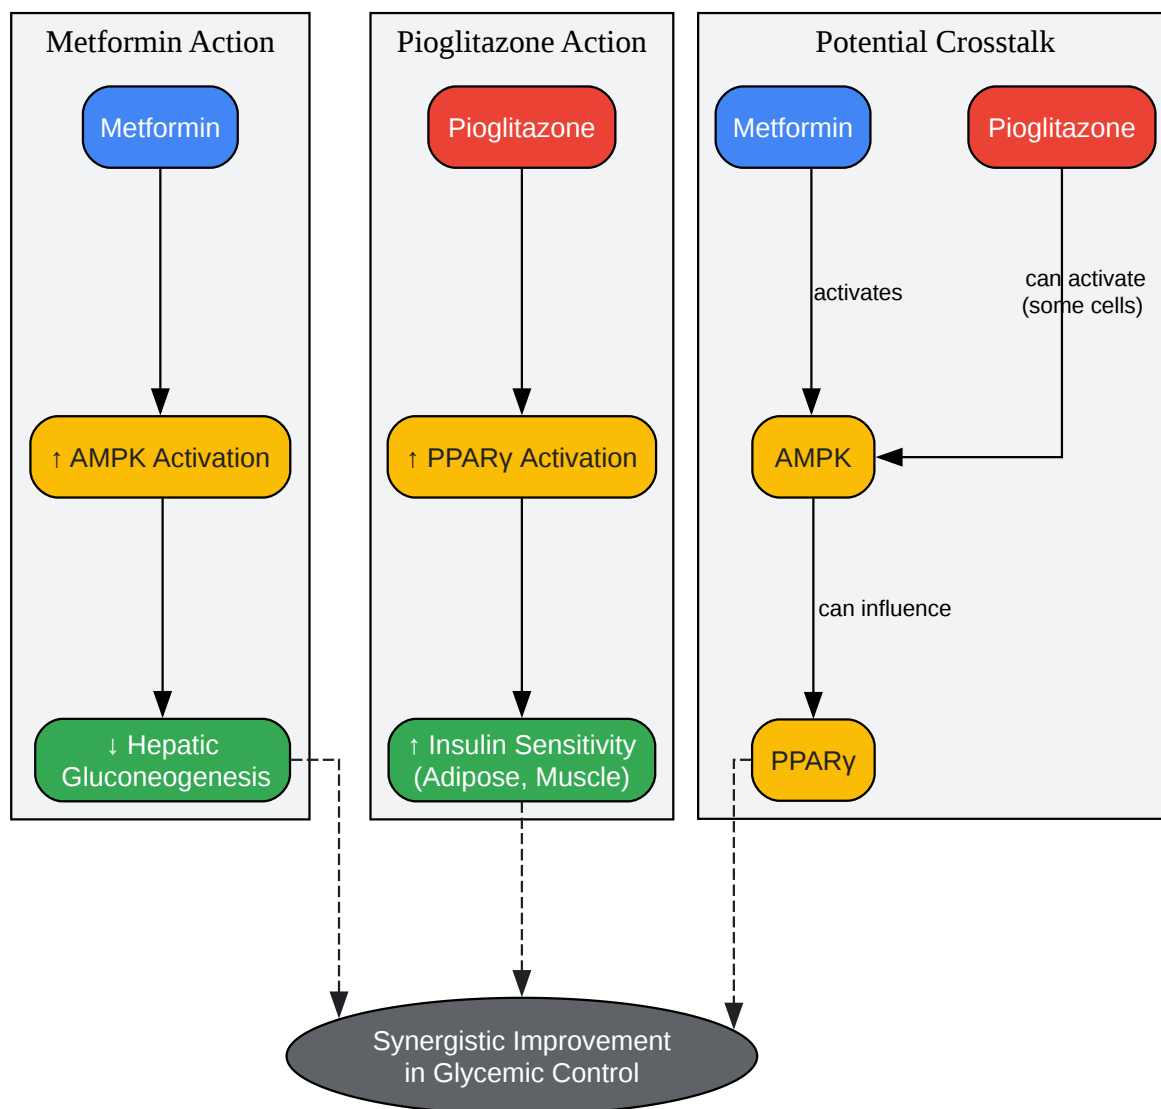 Metformin Action
Metformin
↑ AMPK Activation
↓ Hepatic
Gluconeogenesis
Pioglitazone Action
Pioglitazone
↑ PPARγ Activation
↑ Insulin Sensitivity
(Adipose, Muscle)
Potential Crosstalk
Metformin
Pioglitazone
activates
can activate
(some cells)
AMPK
can influence
PPARγ
Synergistic Improvement
in Glycemic Control